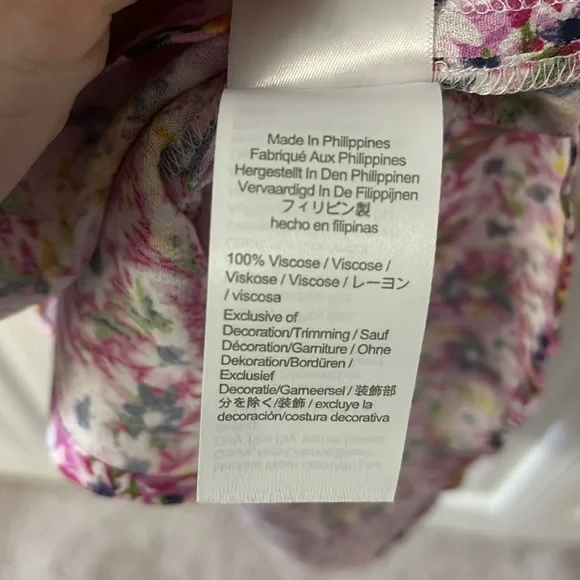 Made In Philippines
Fabriqué Aux Philippines
Hergestellt In Den Philippinen
Vervaardigd In De Filippijnen
フィリピン製
hecho en filipinas
100% Viscose / Viscose /
Viskose / Viscose / レーヨン
/ viscosa
Exclusive of
Decoration/Trimming / Sauf
Décoration/Garniture / Ohne
Dekoration/Bordüren /
Exclusief
Decoratie/Garneersel / 装飾部
分を除く/装飾 / excluye la
decoración/costura decorativa